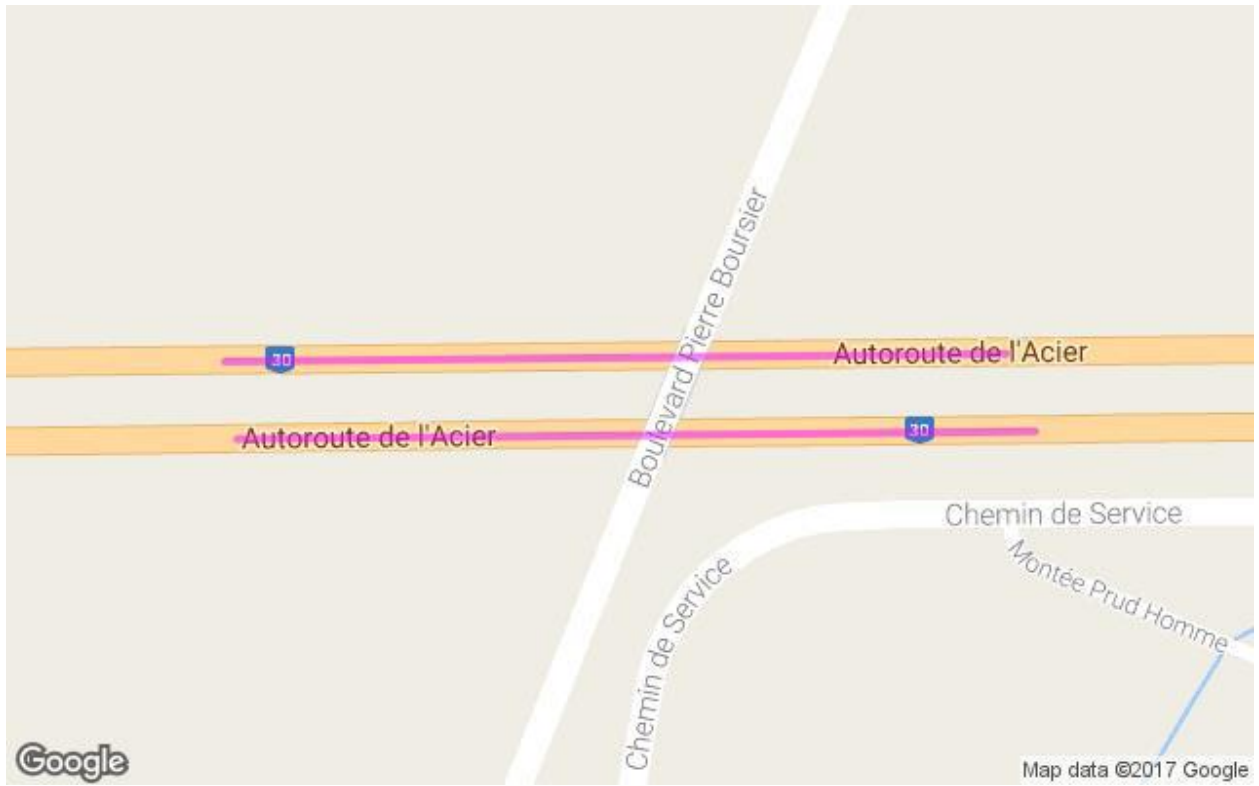 Boulevard Pierre Boursier
30
Autoroute de l'Acier
Autoroute de l'Acier
30
Chemin de Service
Chemin de Service
Montée Prud Homme
Google
Map data ©2017 Google